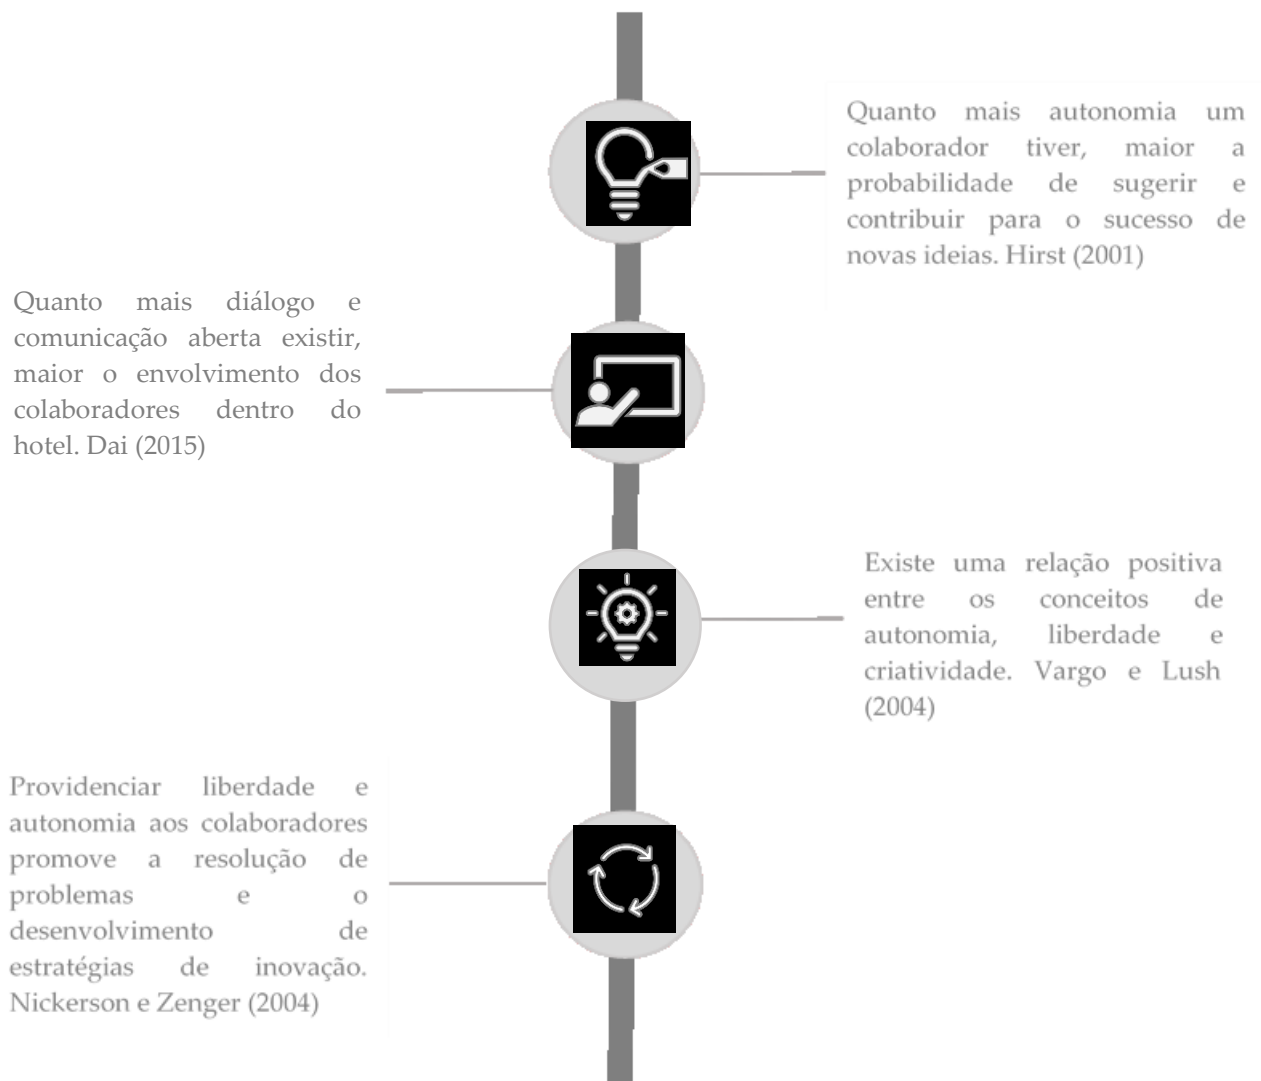 Quanto mais autonomia um
colaborador tiver, maior a
probabilidade de sugerir e
contribuir para o sucesso de
novas ideias. Hirst (2001)
Quanto mais diálogo e
comunicação aberta existir,
maior o envolvimento dos
colaboradores dentro do
hotel. Dai (2015)
Existe uma relação positiva
entre os conceitos de
autonomia, liberdade e
criatividade. Vargo e Lush
(2004)
Providenciar liberdade e
autonomia aos colaboradores
promove a resolução de
problemas e o
desenvolvimento de
estratégias de inovação.
Nickerson e Zenger (2004)